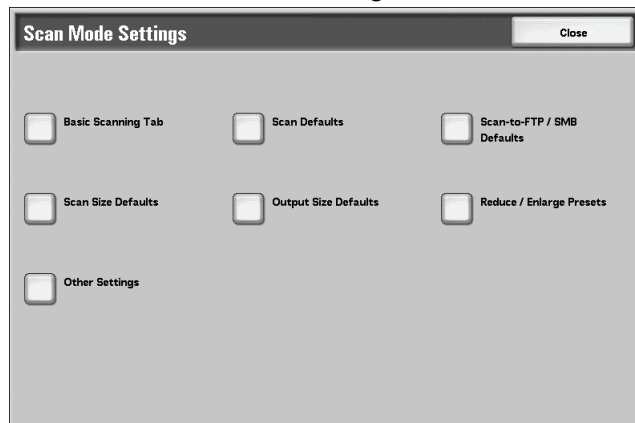 Scan Mode Settings
Close
Basic Scanning Tab
Scan Defaults
Scan-to-FTP / SMB
Defaults
Scan Size Defaults
Output Size Defaults
Reduce / Enlarge Presets
Other Settings